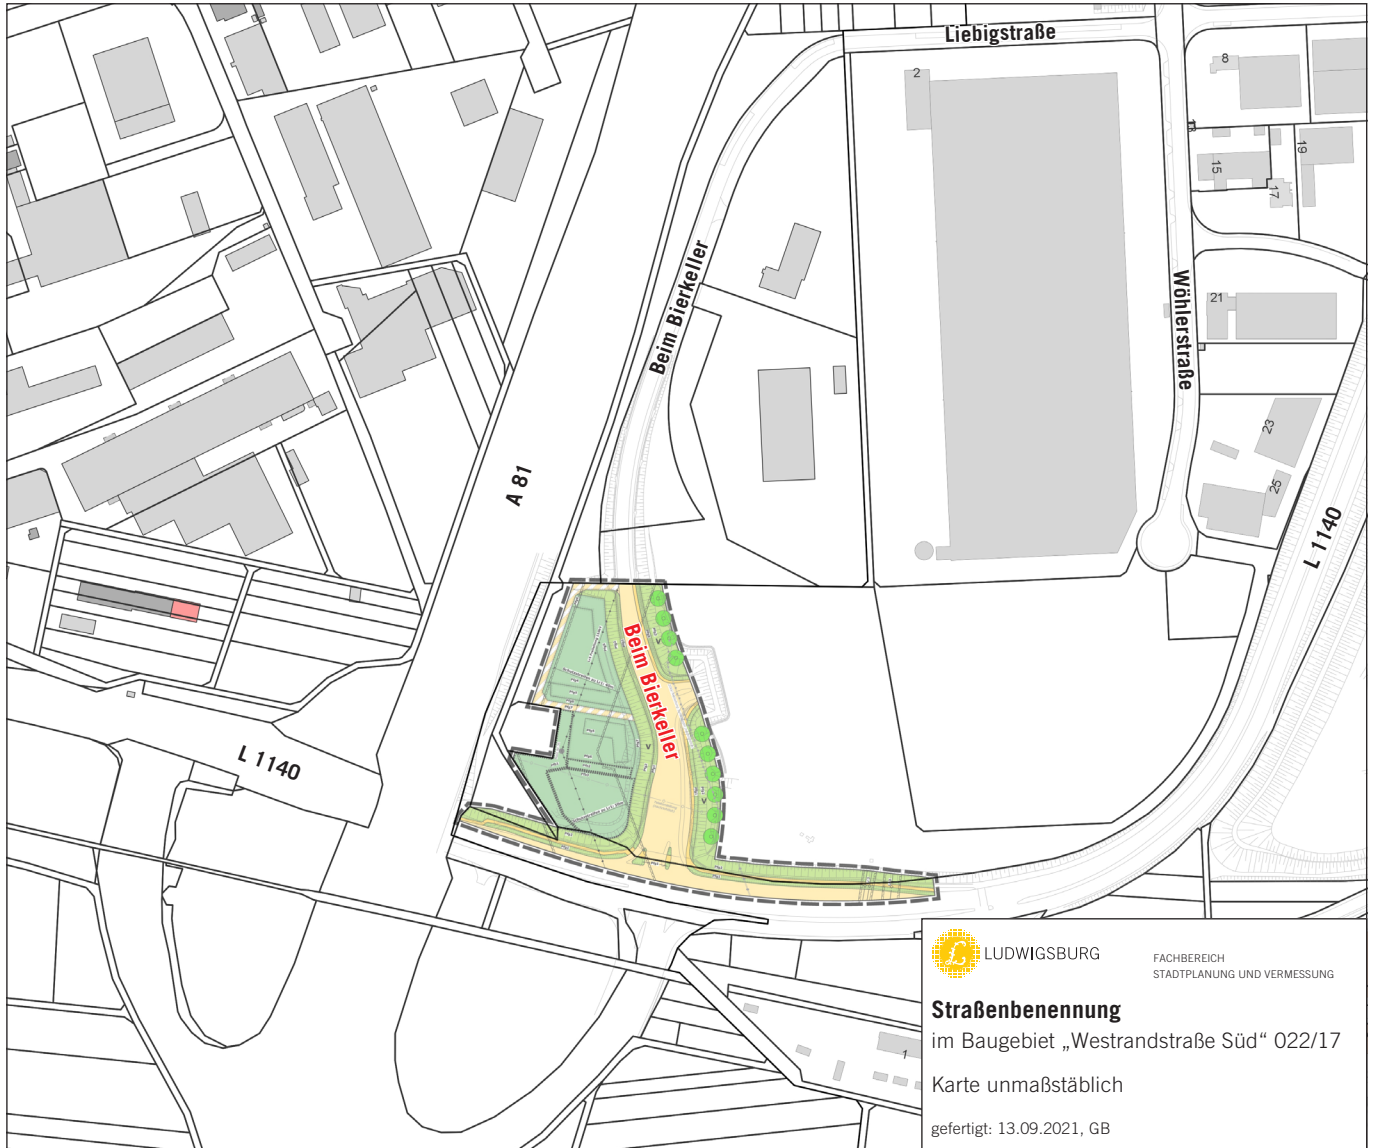 Liebigstraße
2
8
13
15
17
19
Beim Bierkeller
Wöhlerstraße
21
23
25
A 81
L 1140
Beim Bierkeller
L 1140
1
LUDWIGSBURG
FACHBEREICH
STADTPLANUNG UND VERMESSUNG
Straßenbenennung
im Baugebiet „Westrandstraße Süd“ 022/17
Karte unmaßstäblich
gefertigt: 13.09.2021, GB